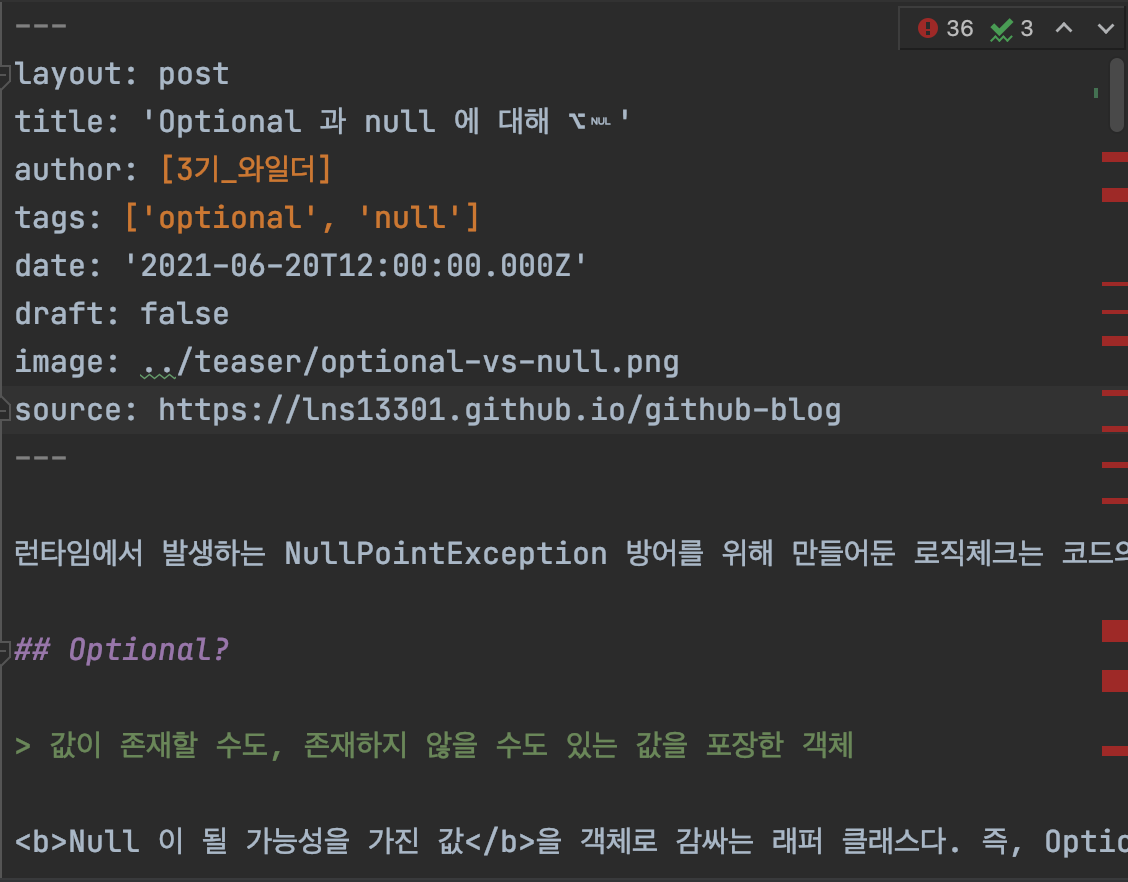 ---
36 3
layout: post
title: 'Optional 과 null 에 대해 ⌥␀'
author: [3기_와일더]
tags: ['optional', 'null']
date: '2021-06-20T12:00:00.000Z'
draft: false
image: ../teaser/optional-vs-null.png
source: https://lns13301.github.io/github-blog
---
런타임에서 발생하는 NullPointException 방어를 위해 만들어둔 로직체크는
## Optional?
> 값이 존재할 수도, 존재하지 않을 수도 있는 값을 포장한 객체
<b>Null 이 될 가능성을 가진 값</b>을 객체로 감싸는 래퍼 클래스다. 즉,